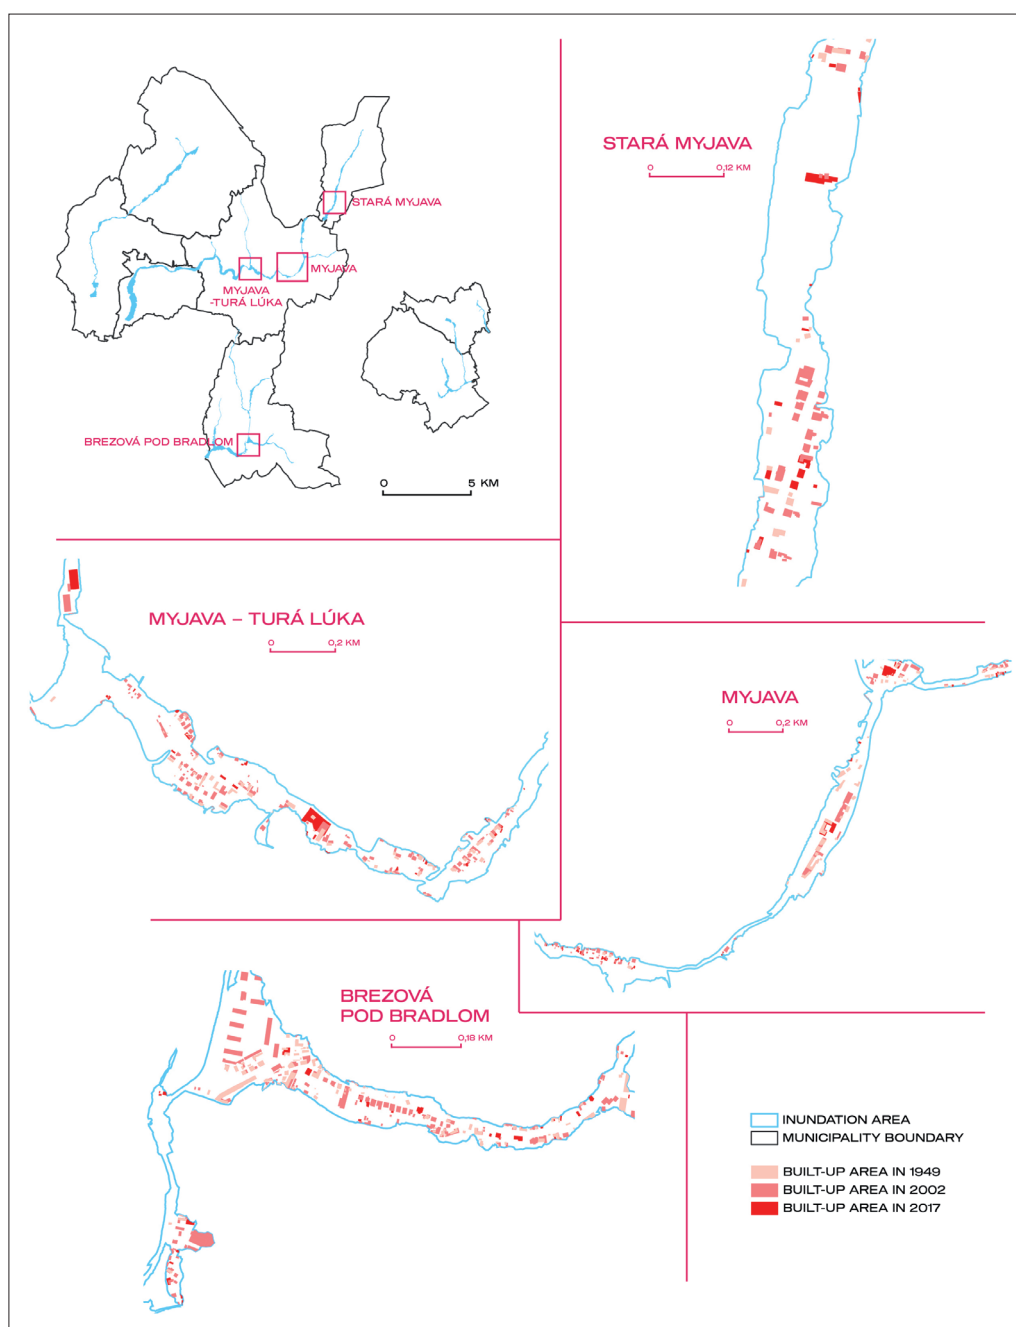 STARÁ MYJAVA
0 0,12 KM
STARÁ MYJAVA
MYJAVA
MYJAVA
-TURÁ LÚKA
BREZOVÁ POD BRADLOM
0 5 KM
MYJAVA – TURÁ LÚKA
0 0,2 KM
MYJAVA
0 0,2 KM
BREZOVÁ
POD BRADLOM
0 0,18 KM
INUNDATION AREA
MUNICIPALITY BOUNDARY
BUILT-UP AREA IN 1949
BUILT-UP AREA IN 2002
BUILT-UP AREA IN 2017